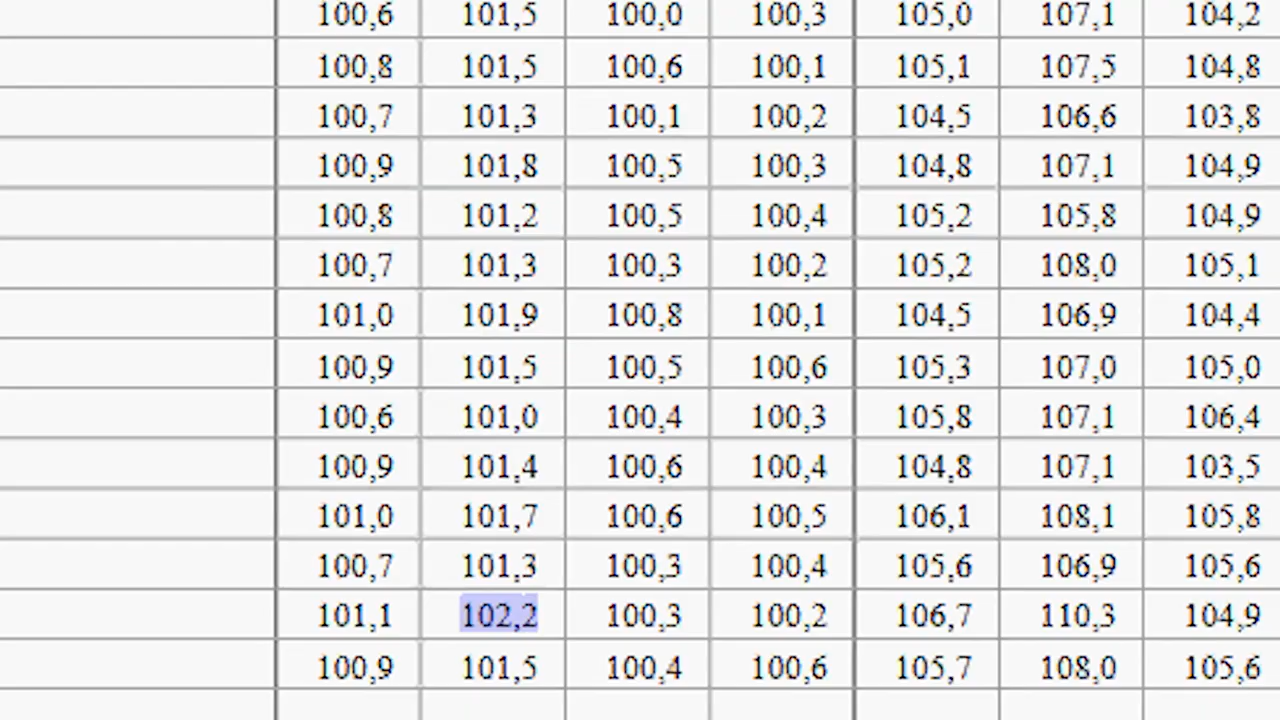 100,6 101,5 100,0 100,3 105,0 107,1 104,2
100,8 101,5 100,6 100,1 105,1 107,5 104,8
100,7 101,3 100,1 100,2 104,5 106,6 103,8
100,9 101,8 100,5 100,3 104,8 107,1 104,9
100,8 101,2 100,5 100,4 105,2 105,8 104,9
100,7 101,3 100,3 100,2 105,2 108,0 105,1
101,0 101,9 100,8 100,1 104,5 106,9 104,4
100,9 101,5 100,5 100,6 105,3 107,0 105,0
100,6 101,0 100,4 100,3 105,8 107,1 106,4
100,9 101,4 100,6 100,4 104,8 107,1 103,5
101,0 101,7 100,6 100,5 106,1 108,1 105,8
100,7 101,3 100,3 100,4 105,6 106,9 105,6
101,1 102,2 100,3 100,2 106,7 110,3 104,9
100,9 101,5 100,4 100,6 105,7 108,0 105,6